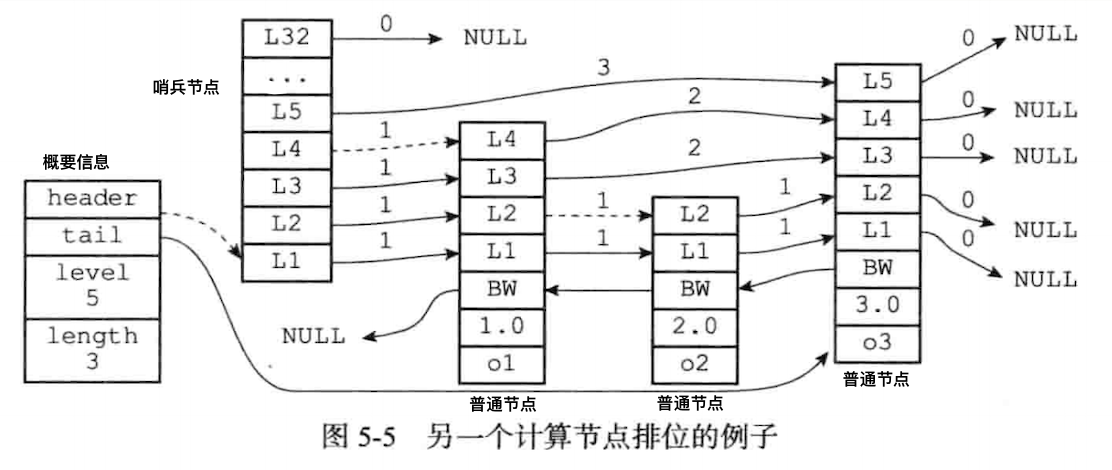 概要信息
header
tail
level
5
length
3
哨兵节点
L32
...
L5
L4
L3
L2
L1
0
NULL
3
1
1
1
1
NULL
L4
L3
L2
L1
BW
1.0
o1
普通节点
2
2
1
1
L2
L1
BW
2.0
o2
普通节点
1
1
L5
L4
L3
L2
L1
BW
3.0
o3
普通节点
0
NULL
0
NULL
0
NULL
0
NULL
0
NULL
图 5-5 另一个计算节点排位的例子